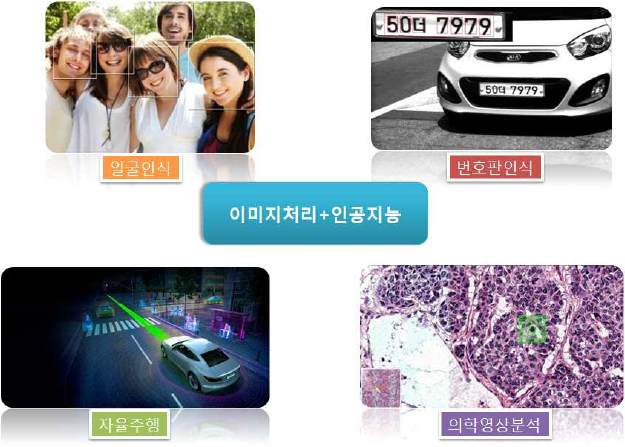 50더 7979
KIA
50더 7979
얼굴인식
번호판인식
이미지처리+인공지능
자율주행
의학영상분석